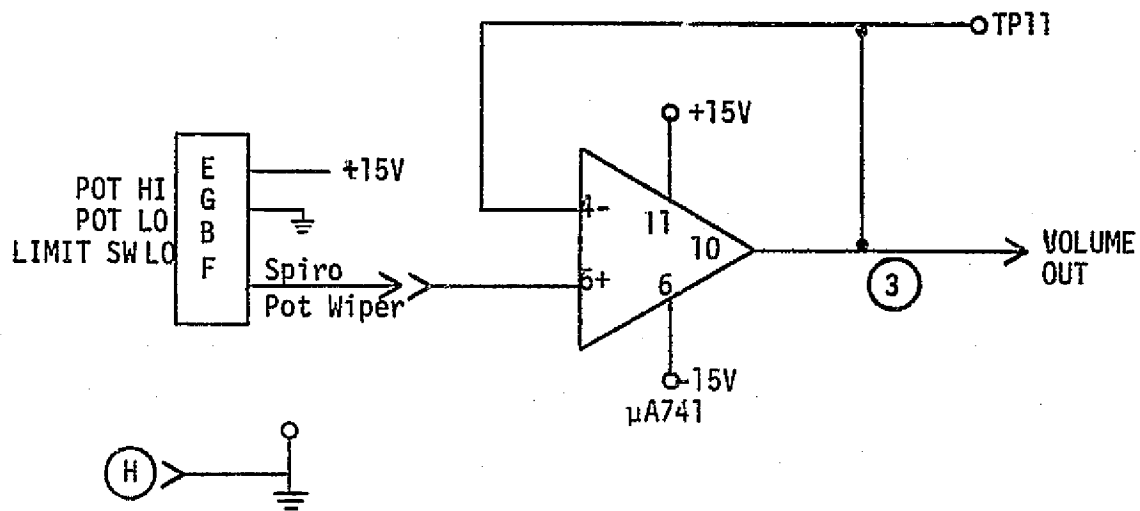 TP11
+15V
E
G
B
F
+15V
POT HI
POT LO
LIMIT SW LO
4-
11
10
VOLUME
OUT
Spiro
Pot Wiper
5+
6
3
-15V
µA741
H